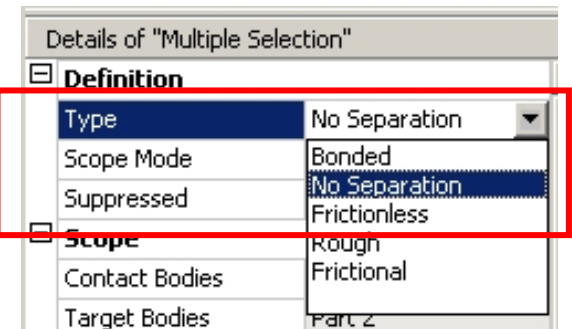 Details of "Multiple Selection"
Definition
Type No Separation
Scope Mode Bonded
No Separation
Suppressed Frictionless
Scope Rough
Contact Bodies Frictional
Target Bodies Part 2